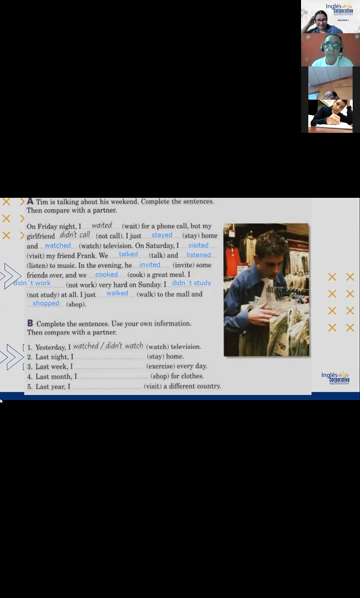 Inglés
Corporative
A Tim is talking about his weekend. Complete the sentences.
Then compare with a partner.
On Friday night, I waited (wait) for a phone call, but my
girlfriend didn't call (not call). I just stayed (stay) home
and watched (watch) television. On Saturday, I visited
(visit) my friend Frank. We talked (talk) and listened
(listen) to music. In the evening, he invited (invite) some
friends over, and we cooked (cook) a great meal. I
didn´t work (not work) very hard on Sunday. I didn´t study
(not study) at all. I just walked (walk) to the mall and
shopped (shop).
B Complete the sentences. Use your own information.
Then compare with a partner.
1. Yesterday, I watched / didn't watch (watch) television.
2. Last night, I (stay) home.
3. Last week, I (exercise) every day.
4. Last month, I (shop) for clothes.
5. Last year, I (visit) a different country.
Inglés
Corporative